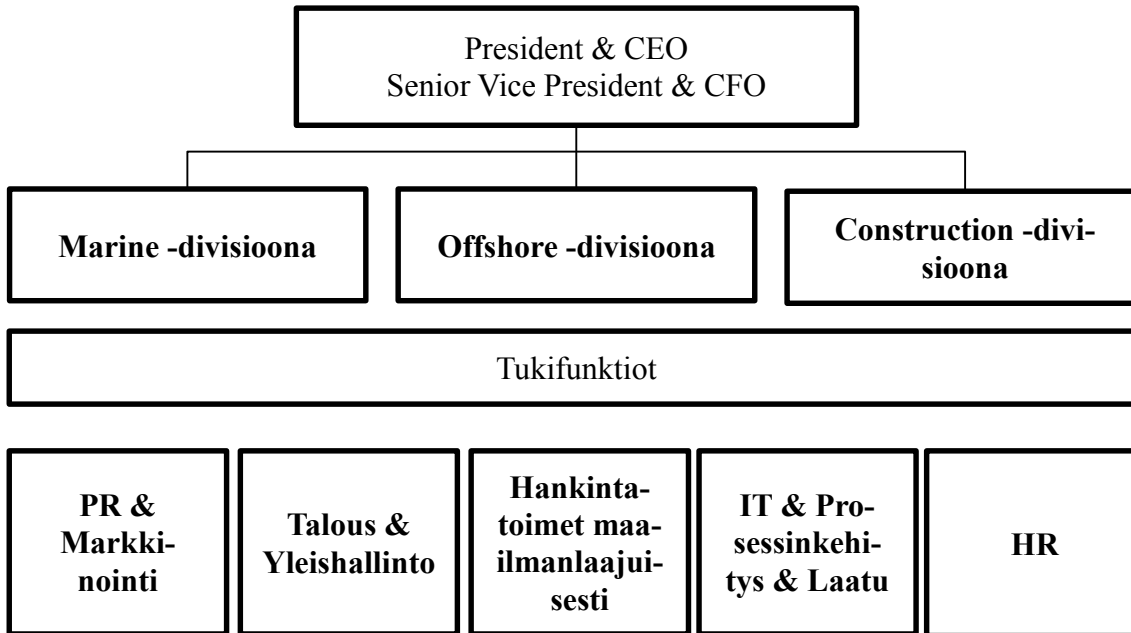 President & CEO
Senior Vice President & CFO
Marine -divisioona
Offshore -divisioona
Construction -divi-
sioona
Tukifunktiot
PR &
Markki-
nointi
Talous &
Yleishallinto
Hankinta-
toimet maa-
ilmanlaajui-
sesti
IT & Pro-
sessinkehi-
tys & Laatu
HR